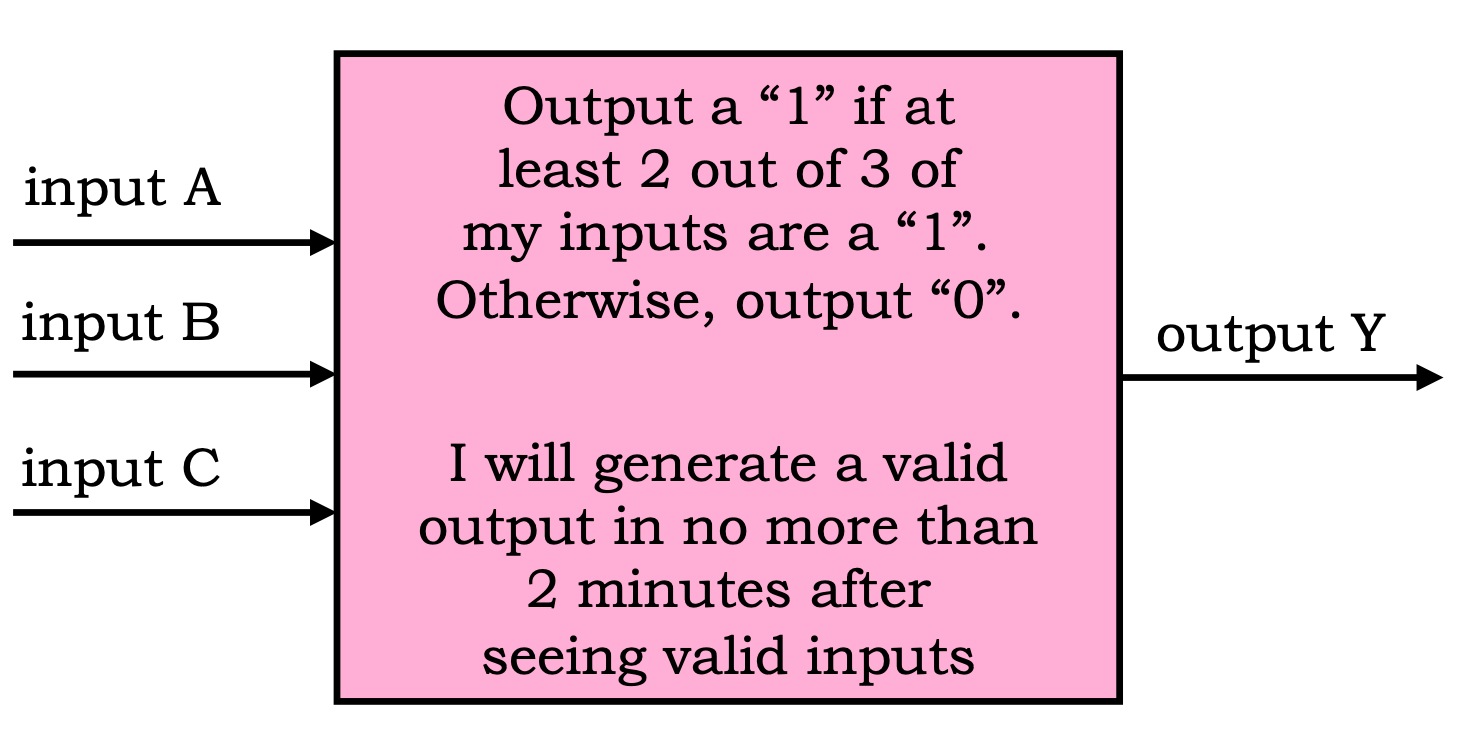 input A
input B
input C
Output a “1” if at
least 2 out of 3 of
my inputs are a “1”.
Otherwise, output “0”.
I will generate a valid
output in no more than
2 minutes after
seeing valid inputs
output Y